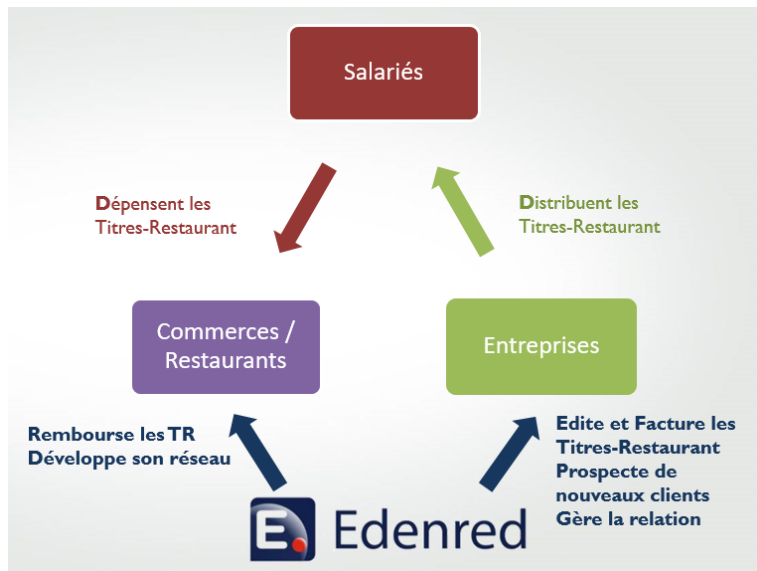 Salariés
Dépensent les
Titres-Restaurant
Distribuent les
Titres-Restaurant
Commerces /
Restaurants
Entreprises
Rembourse les TR
Développe son réseau
Edite et Facture les
Titres-Restaurant
Prospecte de
nouveaux clients
Gère la relation
E.
Edenred